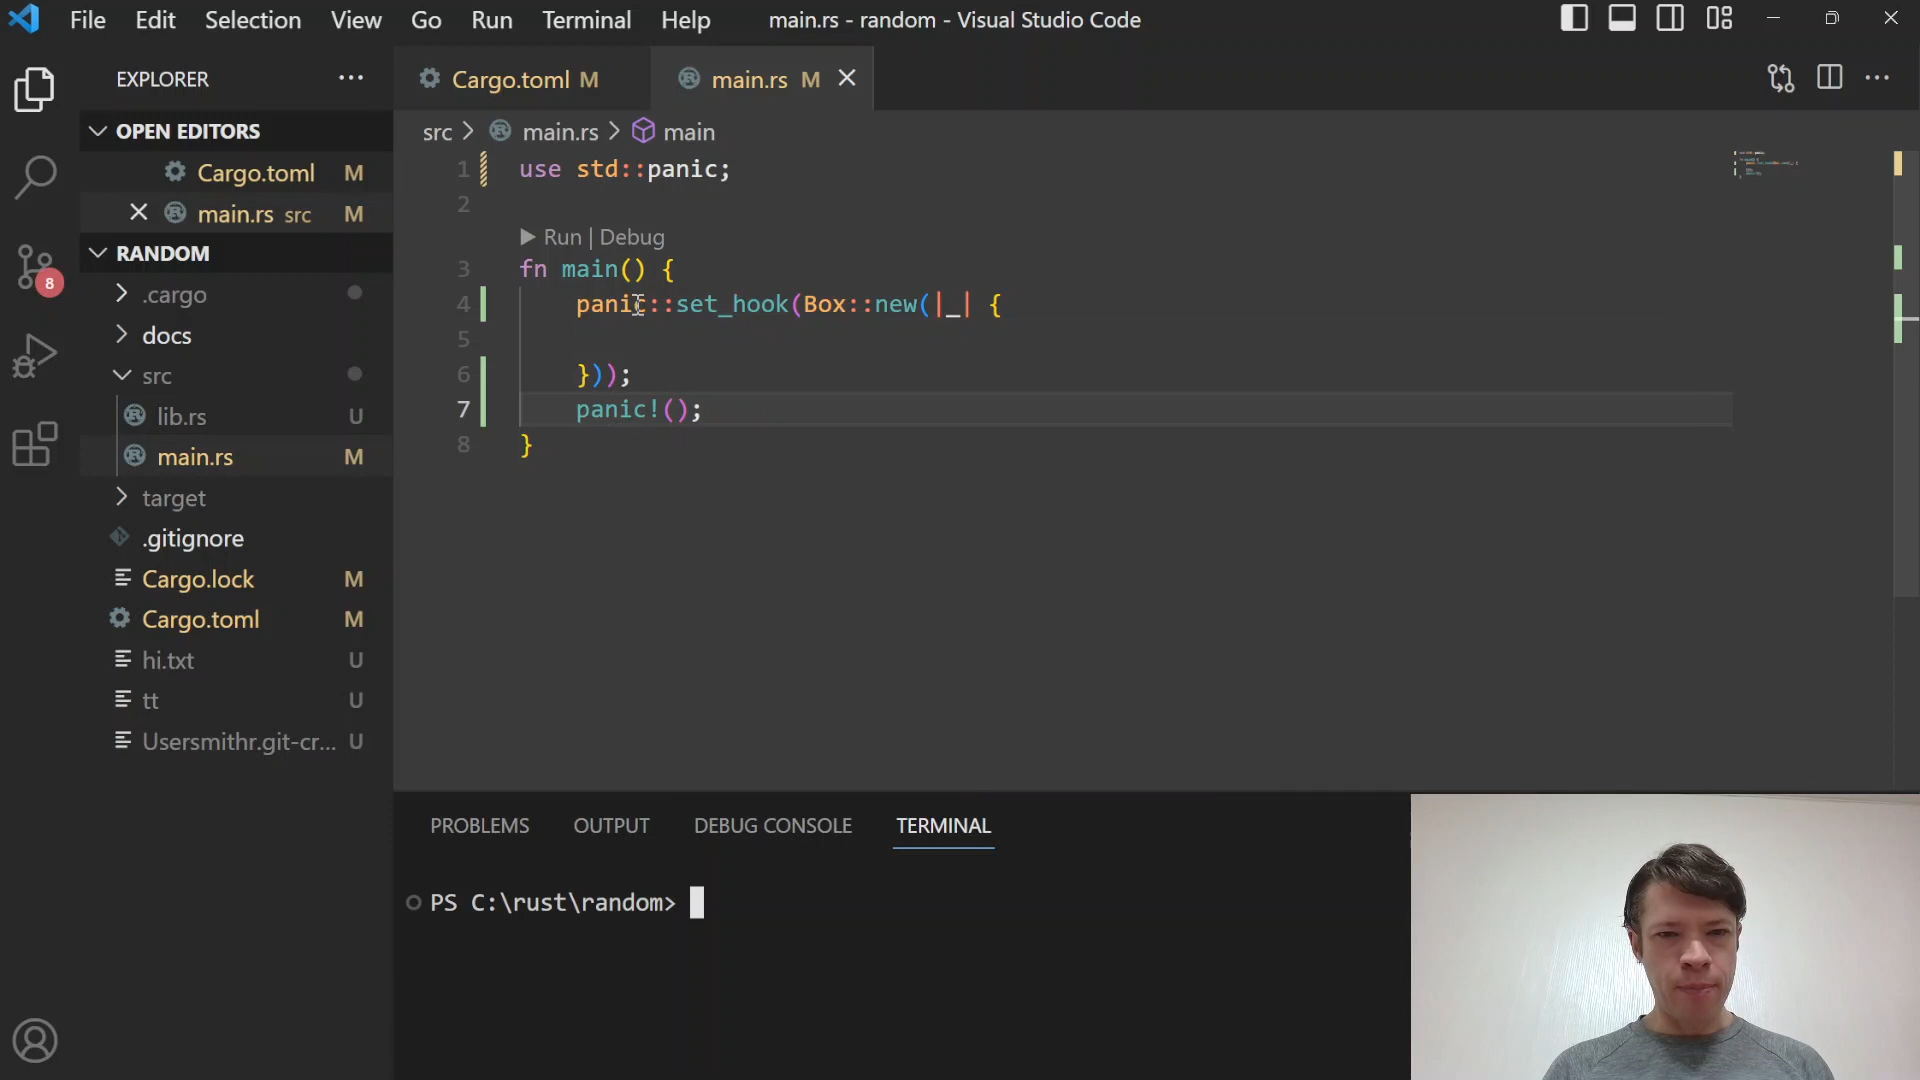 File Edit Selection View Go Run Terminal Help main.rs - random - Visual Studio Code
EXPLORER
Cargo.toml M
main.rs M
OPEN EDITORS
src > main.rs > main
Cargo.toml M
main.rs src M
RANDOM
.cargo
docs
src
lib.rs U
main.rs M
target
.gitignore
Cargo.lock M
Cargo.toml M
hi.txt U
tt U
Usersmithr.git-cr... U
8
1 use std::panic;
2
Run | Debug
3 fn main() {
4 panic::set_hook(Box::new(|_| {
5
6 }));
7 panic!();
8 }
PROBLEMS OUTPUT DEBUG CONSOLE TERMINAL
PS C:\rust\random>